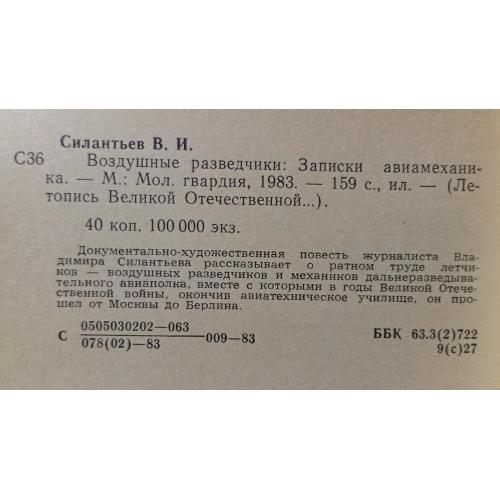 Силантьев В. И.
С36 Воздушные разведчики: Записки авиамехани-
ка. — М.: Мол. гвардия, 1983. — 159 с., ил. — (Ле-
топись Великой Отечественной...).
40 коп. 100 000 экз.
Документально-художественная повесть журналиста Вла-
димира Силантьева рассказывает о ратном труде летчи-
ков — воздушных разведчиков и механиков дальнеразведыва-
тельного авиаполка, вместе с которыми в годы Великой Отече-
ственной войны, окончив авиатехническое училище, он про-
шел от Москвы до Берлина.
С 0505030202—063 009—83 ББК 63.3(2)722
078(02)—83 9(с)27